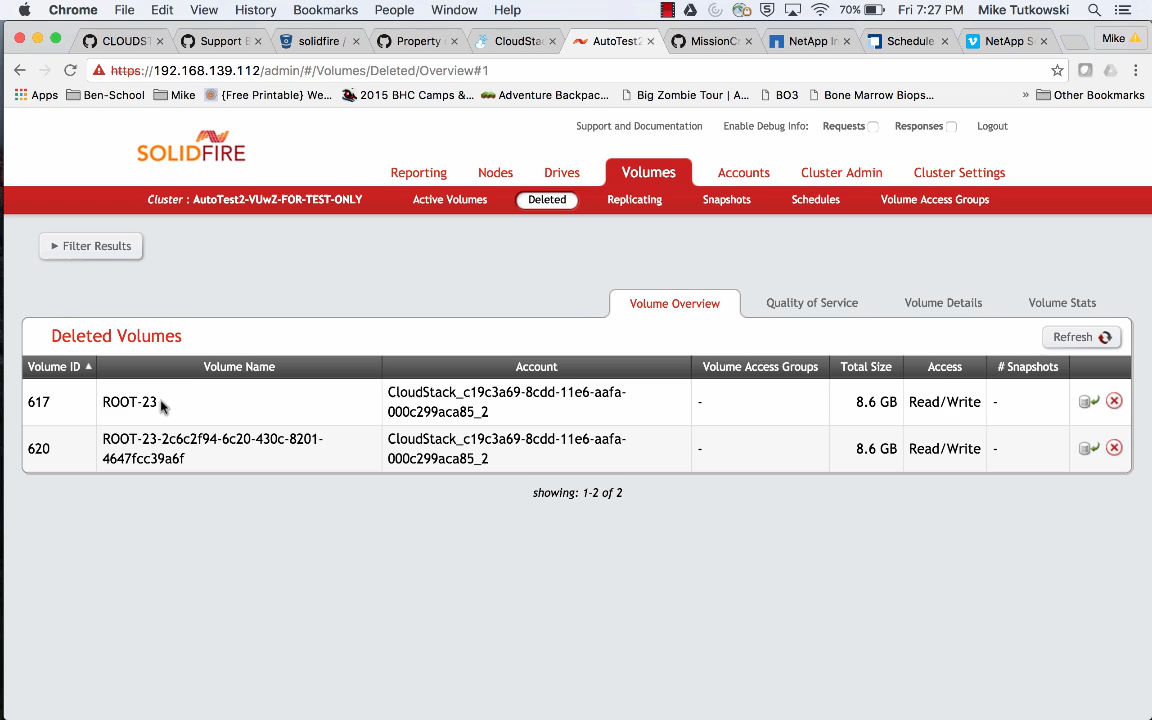 Chrome File Edit View History Bookmarks People Window Help 70% Fri 7:27 PM Mike Tutkowski
CLOUDST Support E solidfire / Property CloudStac AutoTest2 MissionCr NetApp In Schedule NetApp S Mike
https://192.168.139.112/admin/#/Volumes/Deleted/Overview#1
Apps Ben-School Mike {Free Printable} We... 2015 BHC Camps &... Adventure Backpac... Big Zombie Tour | A... BO3 Bone Marrow Biops... » Other Bookmarks
Support and Documentation Enable Debug Info: Requests Responses Logout
SOLIDFIRE
Reporting Nodes Drives Volumes Accounts Cluster Admin Cluster Settings
Cluster : AutoTest2-VUwZ-FOR-TEST-ONLY Active Volumes Deleted Replicating Snapshots Schedules Volume Access Groups
Filter Results
Volume Overview Quality of Service Volume Details Volume Stats
Deleted Volumes Refresh
Volume ID Volume Name Account Volume Access Groups Total Size Access # Snapshots
617 ROOT-23 CloudStack_c19c3a69-8cdd-11e6-aafa-
000c299aca85_2 - 8.6 GB Read/Write -
620 ROOT-23-2c6c2f94-6c20-430c-8201-
4647fcc39a6f CloudStack_c19c3a69-8cdd-11e6-aafa-
000c299aca85_2 - 8.6 GB Read/Write -
showing: 1-2 of 2